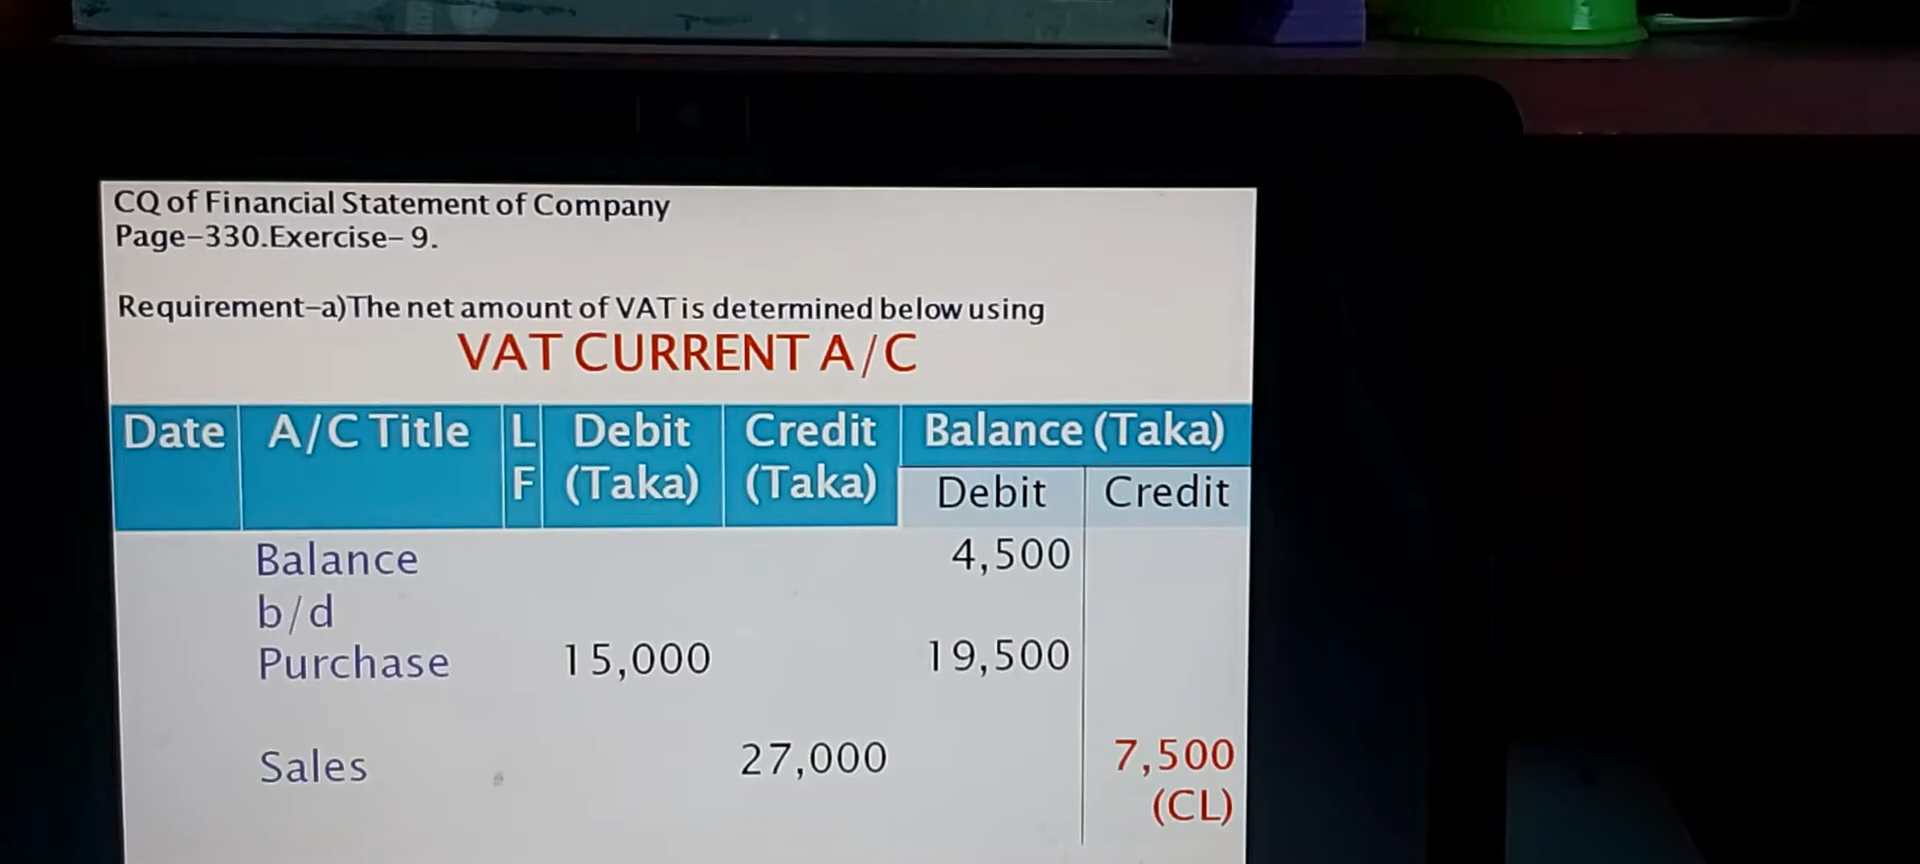 CQ of Financial Statement of Company
Page-330.Exercise- 9.
Requirement-a)The net amount of VAT is determined below using
VAT CURRENT A/C
Date A/C Title L Debit Credit Balance (Taka)
F (Taka) (Taka) Debit Credit
Balance 4,500
b/d
Purchase 15,000 19,500
Sales 27,000 7,500
(CL)